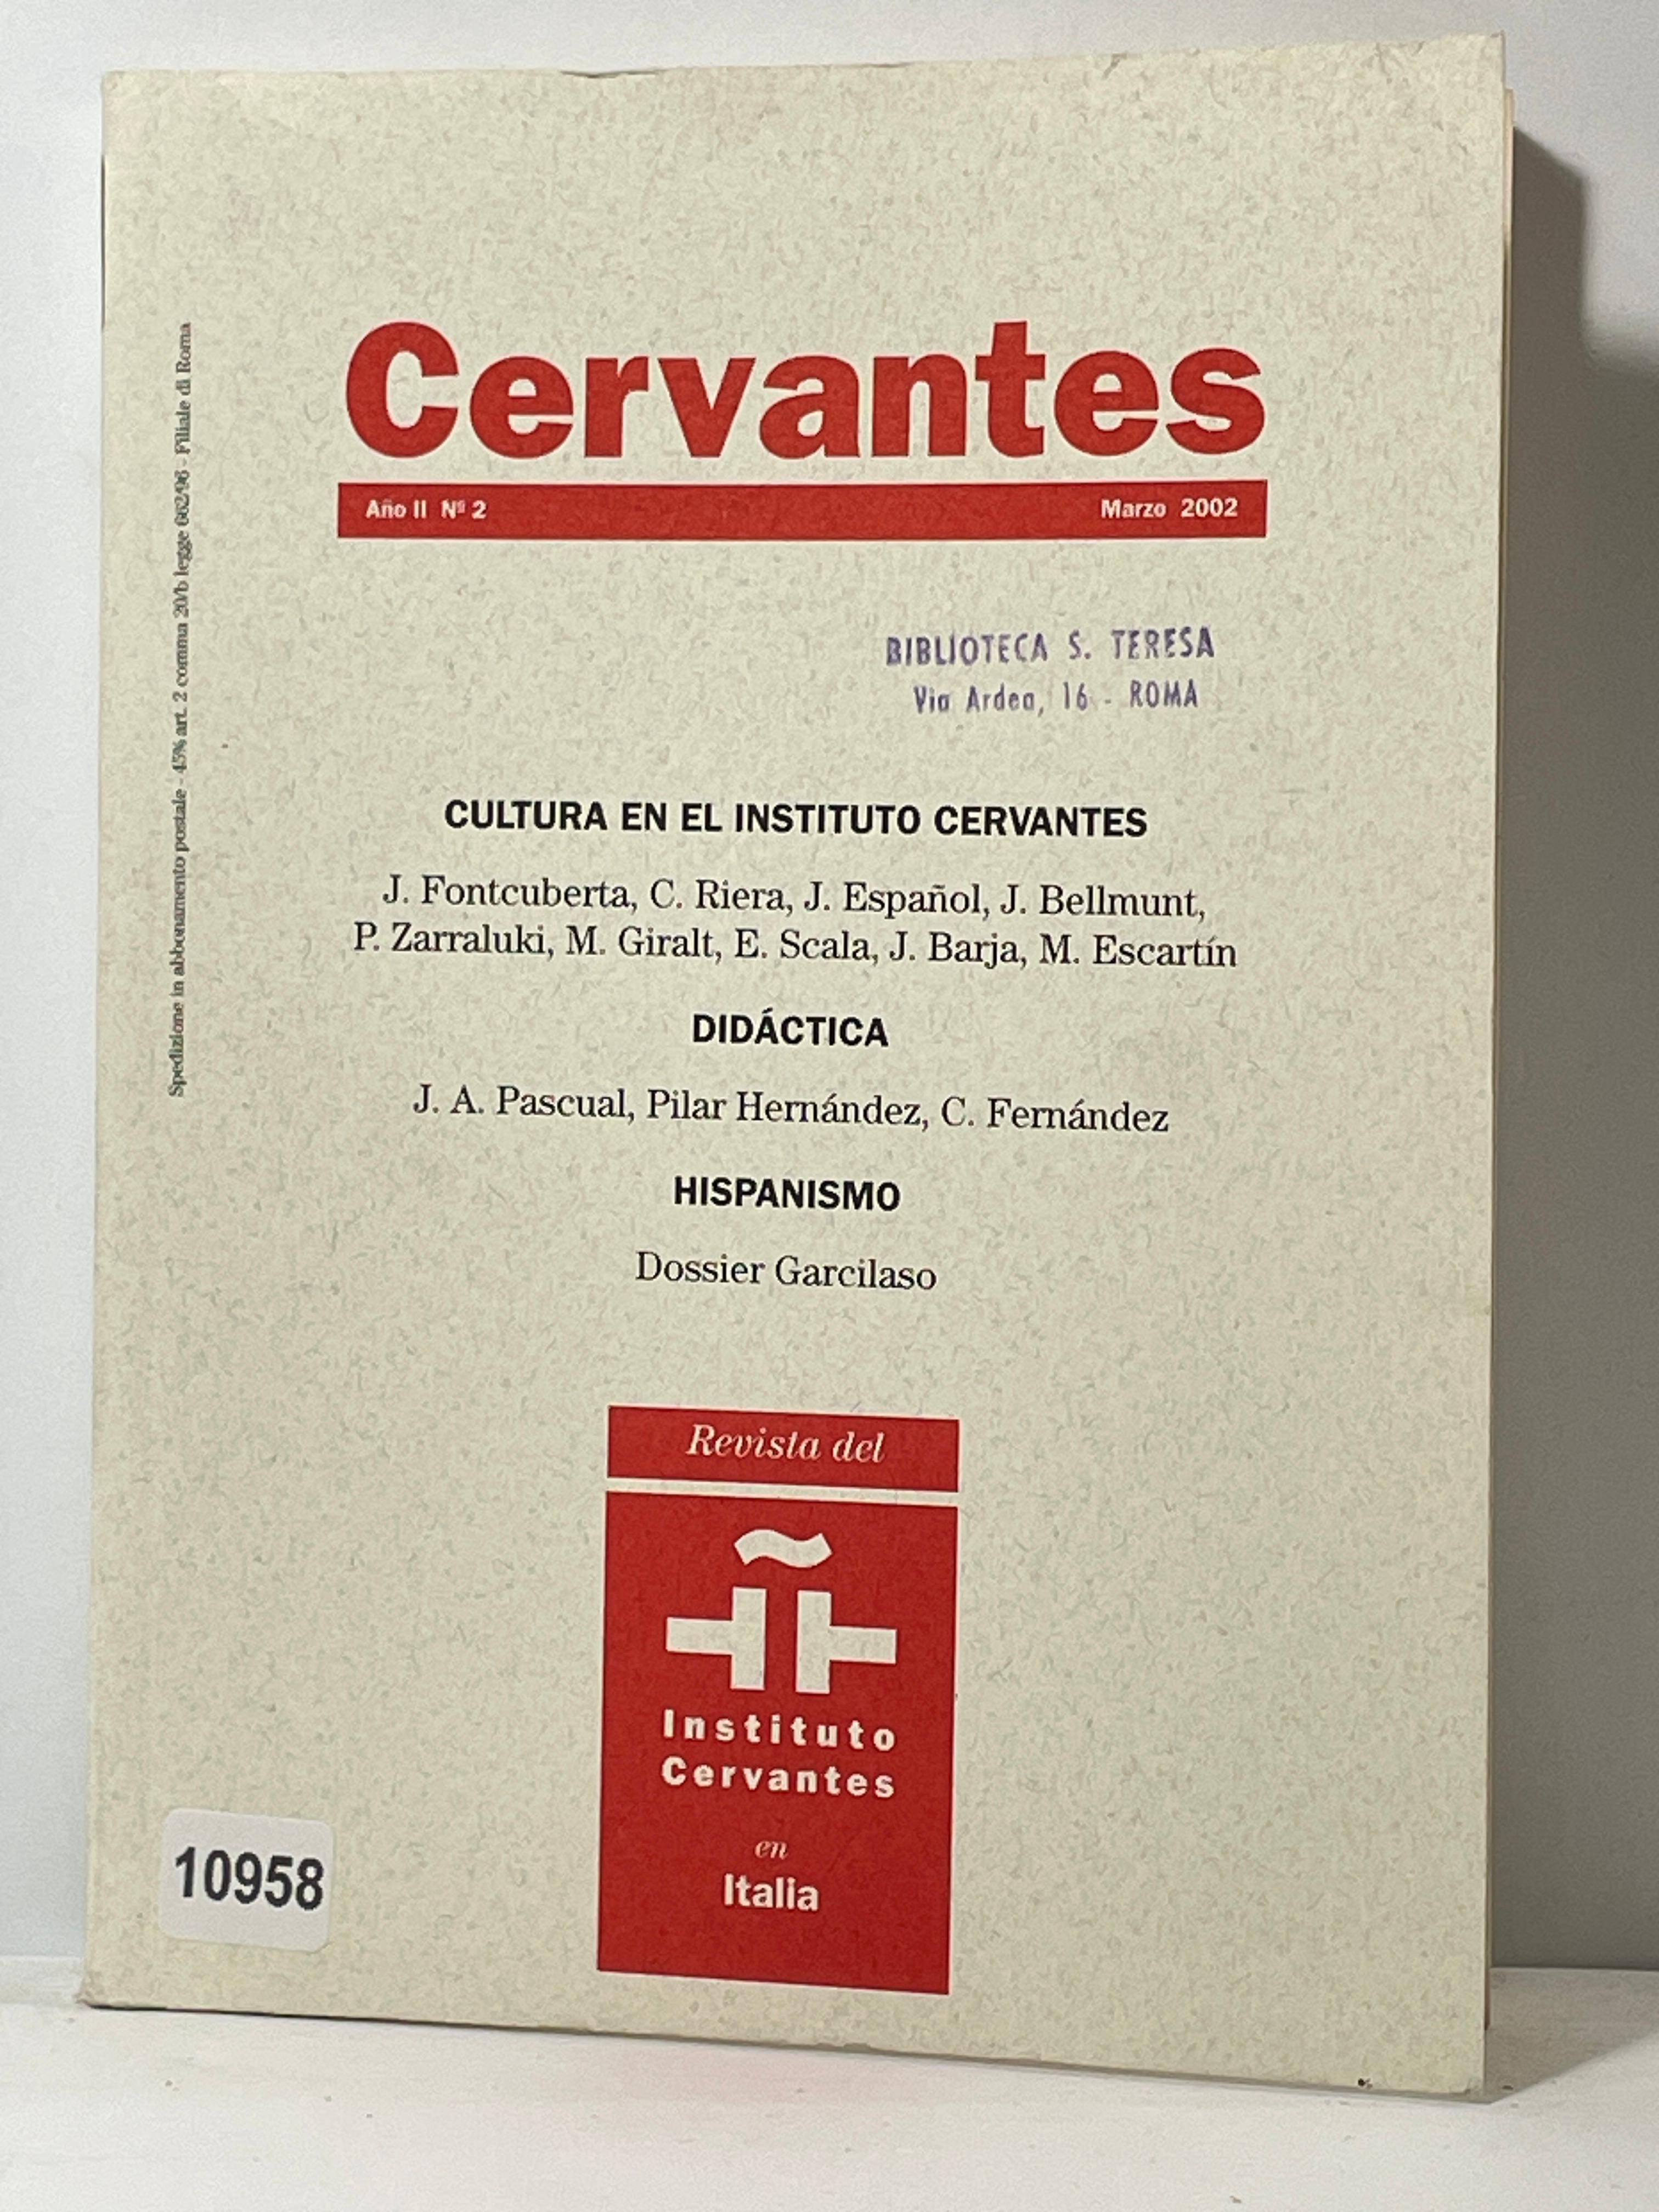 Cervantes
Año II Nº 2
Marzo 2002
BIBLIOTECA S. TERESA
Via Ardea, 16 - ROMA
Spedizione in abbonamento postale - 45% art. 2 comma 20/b legge 662/96 - Filiale di Roma
CULTURA EN EL INSTITUTO CERVANTES
J. Fontcuberta, C. Riera, J. Español, J. Bellmunt,
P. Zarraluki, M. Giralt, E. Scala, J. Barja, M. Escartín
DIDÁCTICA
J. A. Pascual, Pilar Hernández, C. Fernández
HISPANISMO
Dossier Garcilaso
Revista del
Instituto
Cervantes
en
Italia
10958